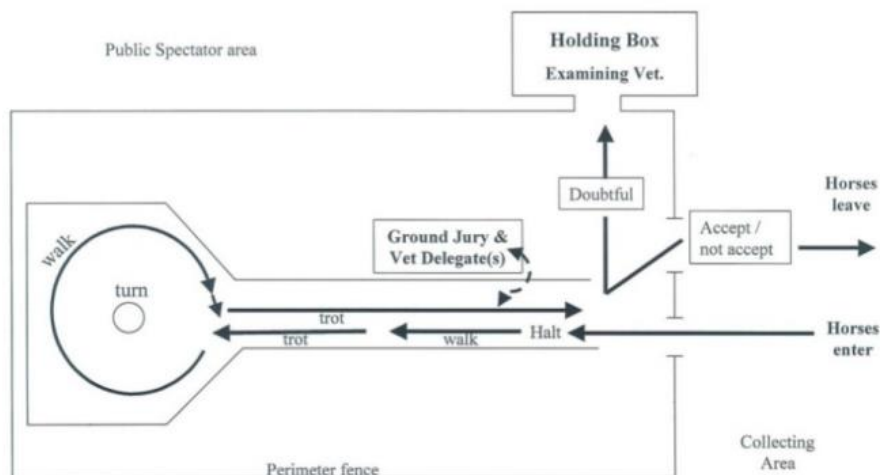 Public Spectator area
Holding Box
Examining Vet.
Doubtful
Horses
leave
Accept /
not accept
Ground Jury &
Vet Delegate(s)
walk
turn
trot
trot
walk
Halt
Horses
enter
Collecting
Area
Perimeter fence